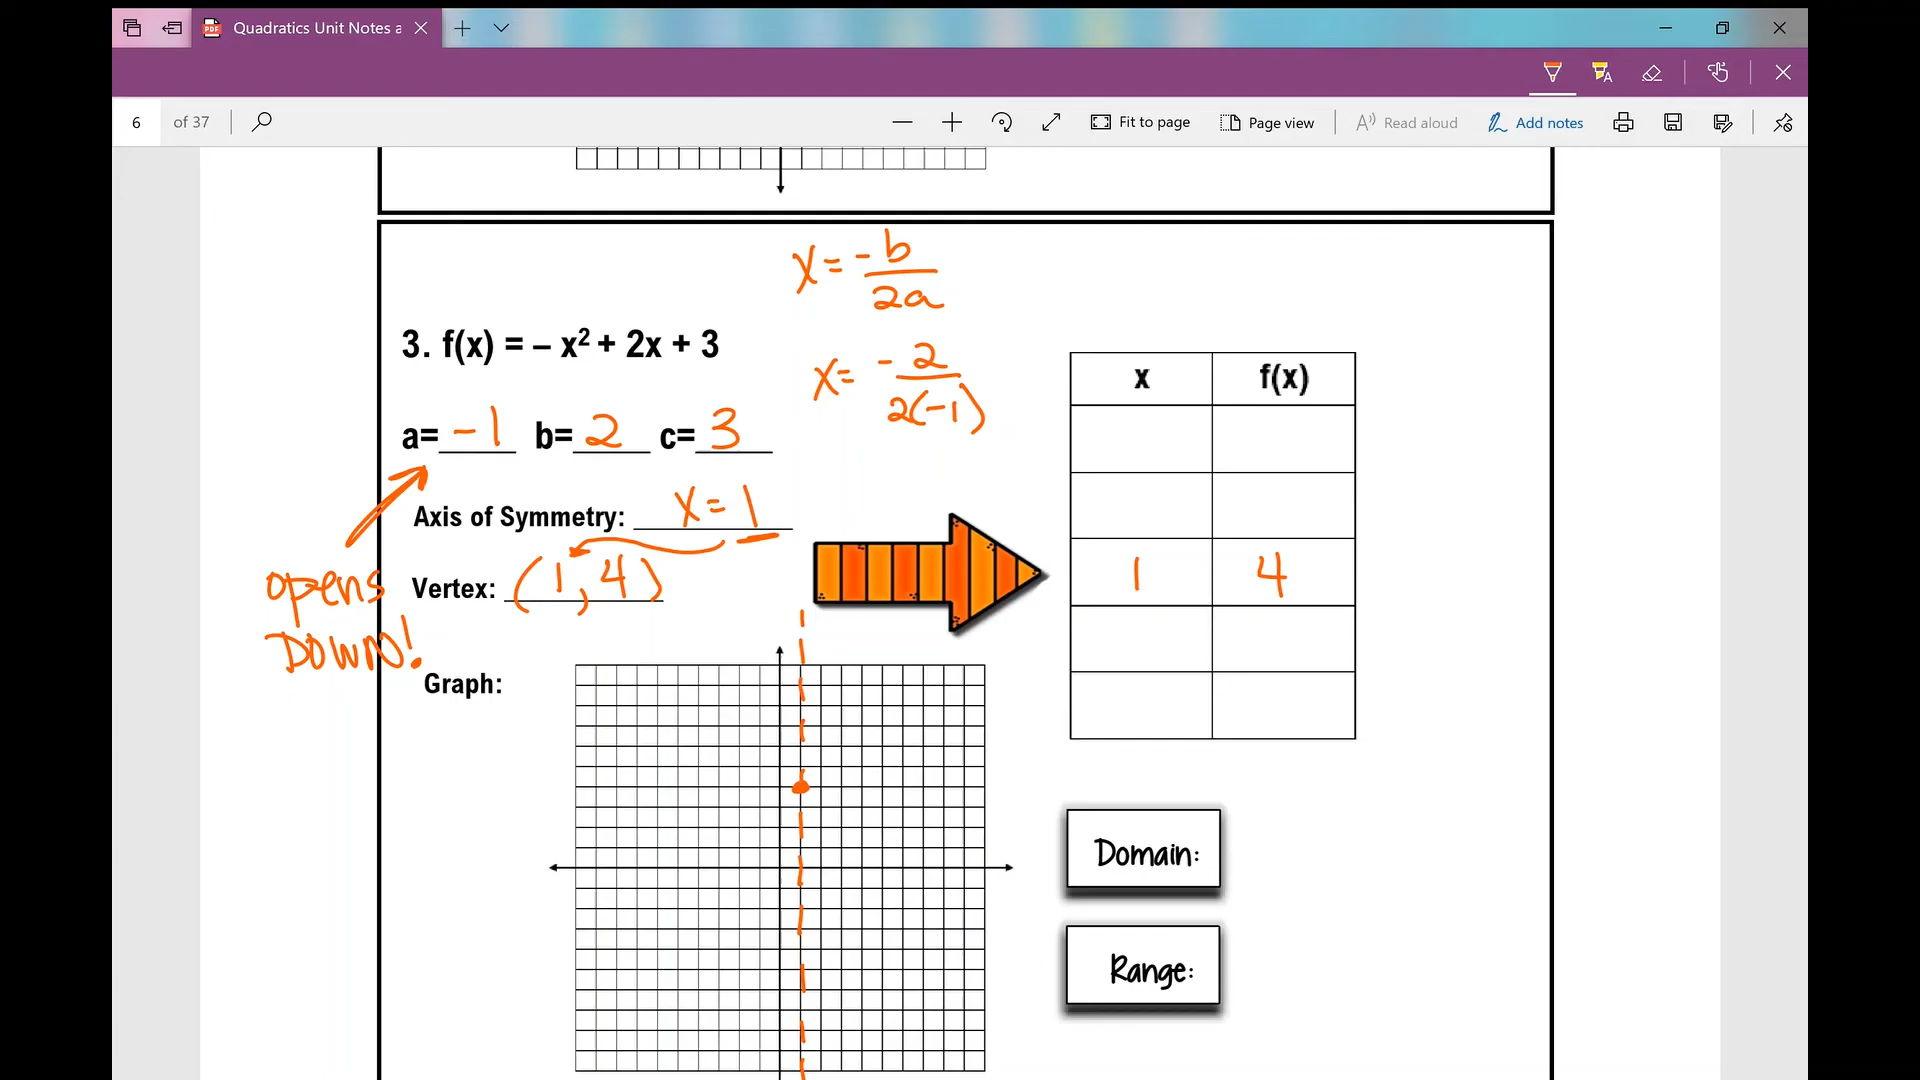 Quadratics Unit Notes a
6 of 37
Fit to page
Page view
Read aloud
Add notes
x = -b/2a
3. f(x) = – x² + 2x + 3
x = -2/2(-1)
a= -1 b= 2 c= 3
Axis of Symmetry: x = 1
Vertex: (1, 4)
opens
DOWN!
Graph:
x f(x)
1 4
Domain:
Range: